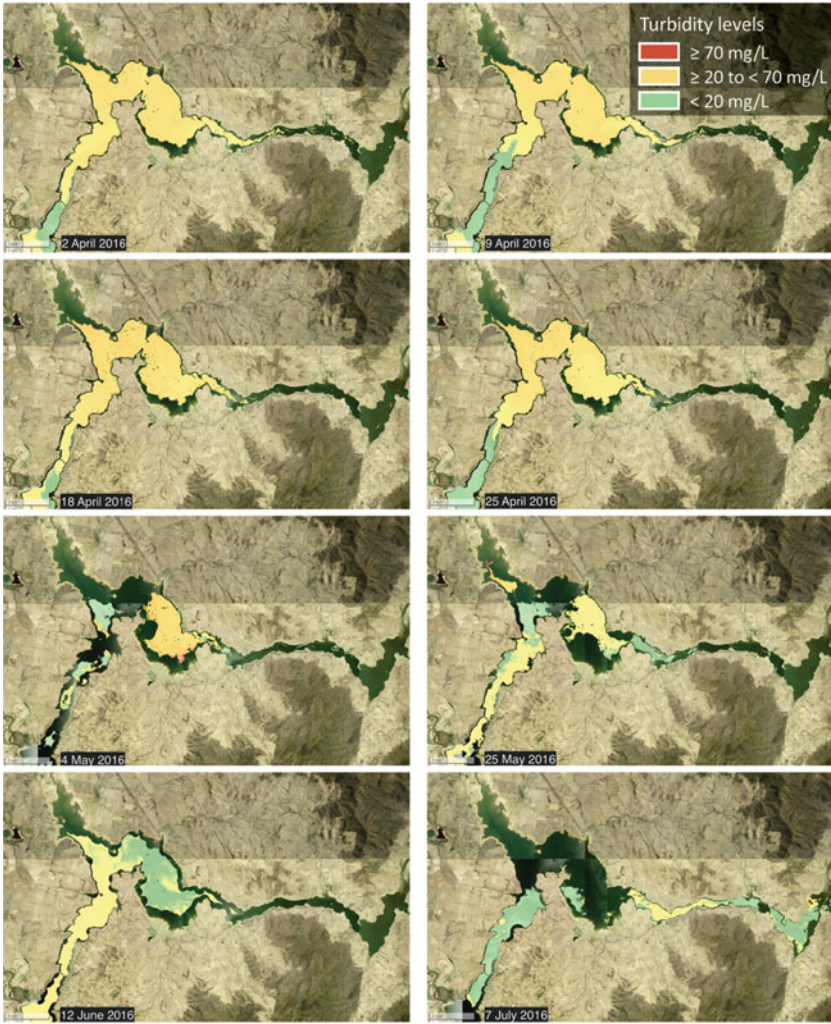 Turbidity levels
≥ 70 mg/L
≥ 20 to < 70 mg/L
< 20 mg/L
2 April 2016
9 April 2016
18 April 2016
25 April 2016
4 May 2016
25 May 2016
12 June 2016
7 July 2016